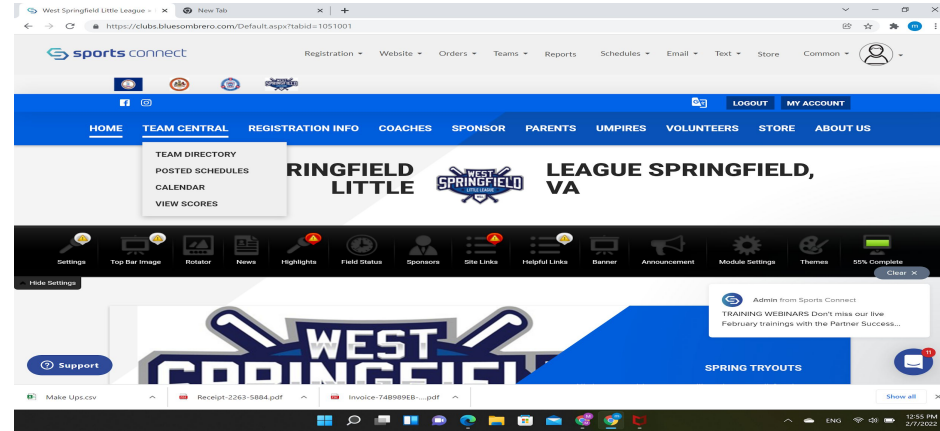 West Springfield Little League -
New Tab
https://clubs.bluesombrero.com/Default.aspx?tabid=1051001
m
sports connect
Registration
Website
Orders
Teams
Reports
Schedules
Email
Text
Store
Common
LOGOUT
MY ACCOUNT
HOME
TEAM CENTRAL
REGISTRATION INFO
COACHES
SPONSOR
PARENTS
UMPIRES
VOLUNTEERS
STORE
ABOUT US
TEAM DIRECTORY
POSTED SCHEDULES
CALENDAR
VIEW SCORES
RINGFIELD
LITTLE
WEST
SPRINGFIELD
LITTLE LEAGUE
LEAGUE SPRINGFIELD,
VA
Settings
Top Bar Image
Rotator
News
Highlights
Field Status
Sponsors
Site Links
Helpful Links
Banner
Announcement
Module Settings
Themes
55% Complete
Clear ×
Hide Settings
Admin from Sports Connect
TRAINING WEBINARS Don't miss our live
February trainings with the Partner Success...
WEST
SPRINGFIELD
SPRING TRYOUTS
Support
11
Make Ups.csv
Receipt-2263-5884.pdf
Invoice-74B989EB-....pdf
Show all
ENG
12:55 PM
2/7/2022